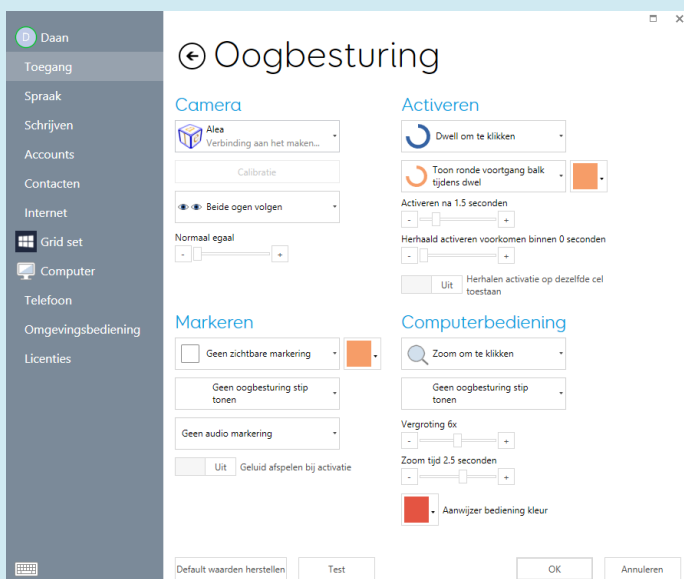 D Daan
Toegang
Spraak
Schrijven
Accounts
Contacten
Internet
Grid set
Computer
Telefoon
Omgevingsbediening
Licenties
Oogbesturing
Camera
Alea
Verbinding aan het maken...
Calibratie
Beide ogen volgen
Normaal egaal
- +
Activeren
Dwell om te klikken
Toon ronde voortgang balk
tijdens dwel
Activeren na 1.5 seconden
- +
Herhaald activeren voorkomen binnen 0 seconden
- +
Uit Herhalen activatie op dezelfde cel
toestaan
Markeren
Geen zichtbare markering
Geen oogbesturing stip
tonen
Geen audio markering
Uit Geluid afspelen bij activatie
Computerbediening
Zoom om te klikken
Geen oogbesturing stip
tonen
Vergroting 6x
- +
Zoom tijd 2.5 seconden
- +
Aanwijzer bediening kleur
Default waarden herstellen
Test
OK
Annuleren